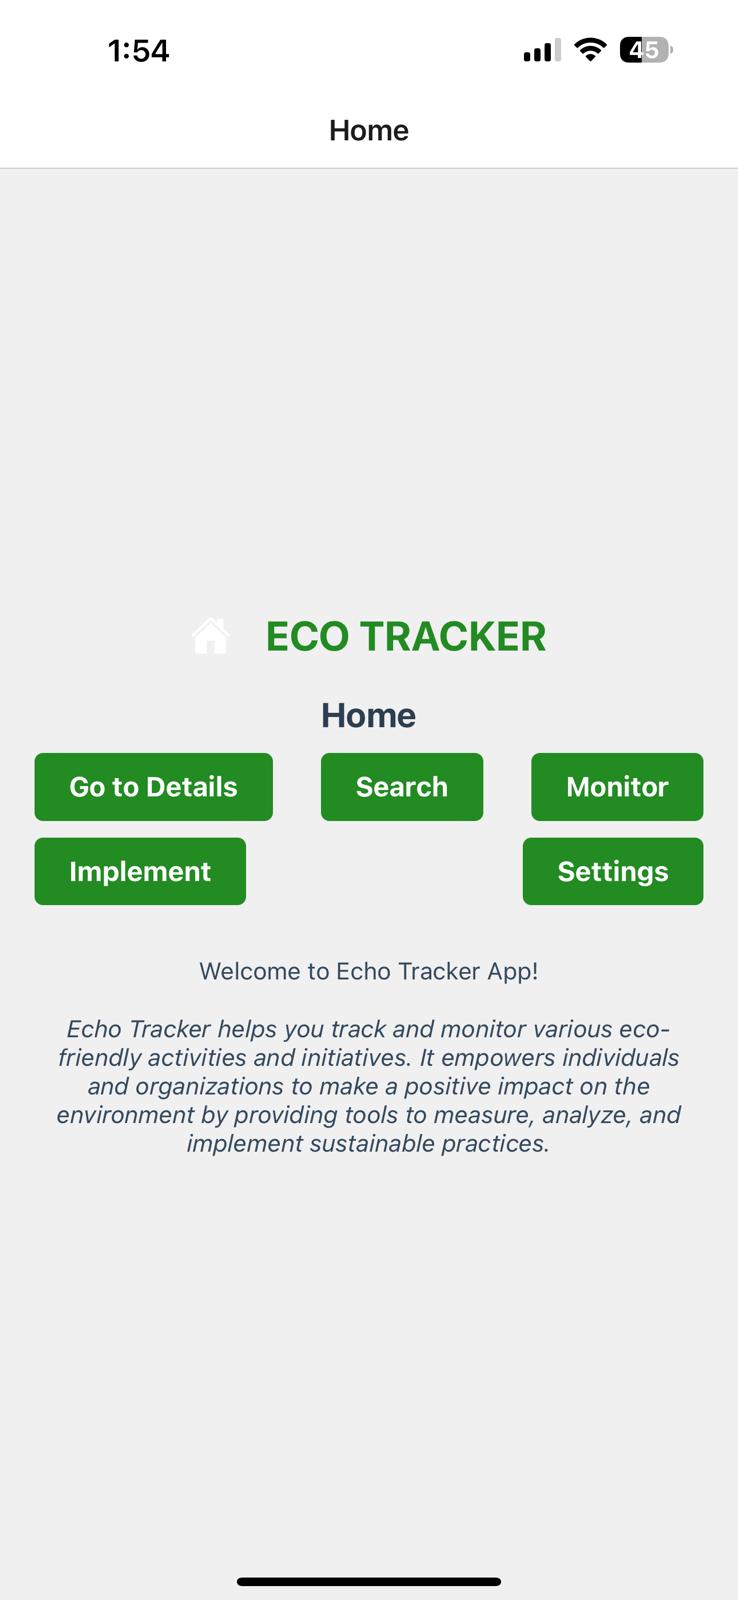 1:54
45
Home
ECO TRACKER
Home
Go to Details
Search
Monitor
Implement
Settings
Welcome to Echo Tracker App!
Echo Tracker helps you track and monitor various eco-
friendly activities and initiatives. It empowers individuals
and organizations to make a positive impact on the
environment by providing tools to measure, analyze, and
implement sustainable practices.